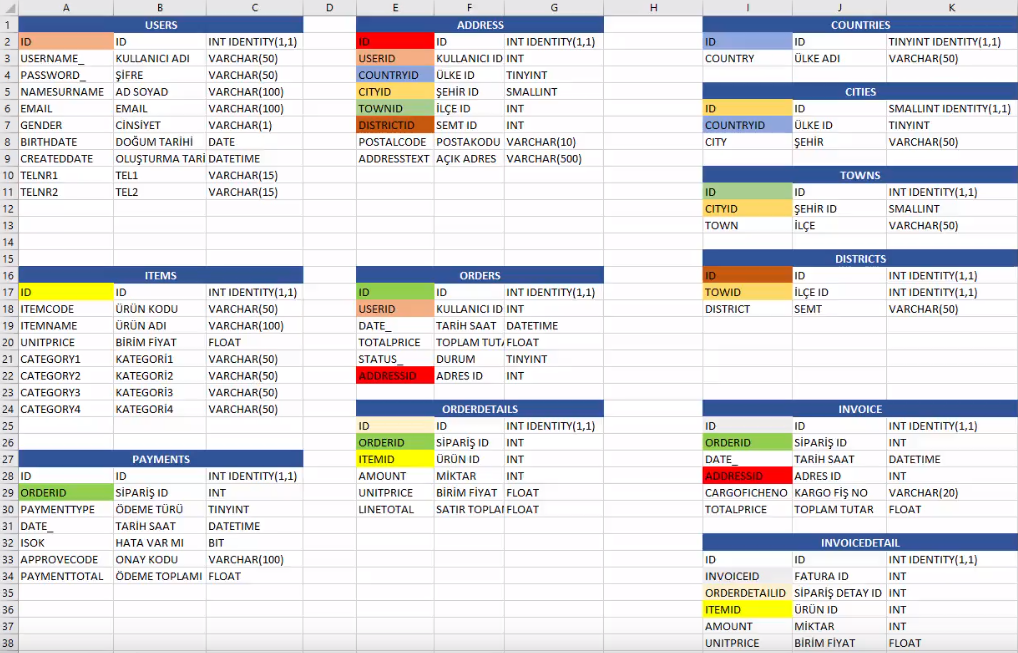 A B C D E F G H I J K
1 USERS ADDRESS COUNTRIES
2 ID ID INT IDENTITY(1,1) ID ID INT IDENTITY(1,1) ID ID TINYINT IDENTITY(1,1)
3 USERNAME_ KULLANICI ADI VARCHAR(50) USERID KULLANICI ID INT COUNTRY ÜLKE ADI VARCHAR(50)
4 PASSWORD_ ŞİFRE VARCHAR(50) COUNTRYID ÜLKE ID TINYINT
5 NAMESURNAME AD SOYAD VARCHAR(100) CITYID ŞEHİR ID SMALLINT CITIES
6 EMAIL EMAIL VARCHAR(100) TOWNID İLÇE ID INT ID ID SMALLINT IDENTITY(1,1)
7 GENDER CİNSİYET VARCHAR(1) DISTRICTID SEMT ID INT COUNTRYID ÜLKE ID TINYINT
8 BIRTHDATE DOĞUM TARİHİ DATE POSTALCODE POSTAKODU VARCHAR(10) CITY ŞEHİR VARCHAR(50)
9 CREATEDDATE OLUŞTURMA TARİ DATETIME ADDRESSTEXT AÇIK ADRES VARCHAR(500)
10 TELNR1 TEL1 VARCHAR(15) TOWNS
11 TELNR2 TEL2 VARCHAR(15) ID ID INT IDENTITY(1,1)
12 CITYID ŞEHİR ID SMALLINT
13 TOWN İLÇE VARCHAR(50)
14
15 DISTRICTS
16 ITEMS ORDERS ID ID INT IDENTITY(1,1)
17 ID ID INT IDENTITY(1,1) ID ID INT IDENTITY(1,1) TOWID İLÇE ID INT IDENTITY(1,1)
18 ITEMCODE ÜRÜN KODU VARCHAR(50) USERID KULLANICI ID INT DISTRICT SEMT VARCHAR(50)
19 ITEMNAME ÜRÜN ADI VARCHAR(100) DATE_ TARİH SAAT DATETIME
20 UNITPRICE BİRİM FİYAT FLOAT TOTALPRICE TOPLAM TUTA FLOAT
21 CATEGORY1 KATEGORİ1 VARCHAR(50) STATUS_ DURUM TINYINT
22 CATEGORY2 KATEGORİ2 VARCHAR(50) ADDRESSID ADRES ID INT
23 CATEGORY3 KATEGORİ3 VARCHAR(50)
24 CATEGORY4 KATEGORİ4 VARCHAR(50) ORDERDETAILS INVOICE
25 ID ID INT IDENTITY(1,1) ID ID INT IDENTITY(1,1)
26 ORDERID SİPARİŞ ID INT ORDERID SİPARİŞ ID INT
27 PAYMENTS ITEMID ÜRÜN ID INT DATE_ TARİH SAAT DATETIME
28 ID ID INT IDENTITY(1,1) AMOUNT MİKTAR INT ADDRESSID ADRES ID INT
29 ORDERID SİPARİŞ ID INT UNITPRICE BİRİM FİYAT FLOAT CARGOFICHENO KARGO FİŞ NO VARCHAR(20)
30 PAYMENTTYPE ÖDEME TÜRÜ TINYINT LINETOTAL SATIR TOPLA FLOAT TOTALPRICE TOPLAM TUTAR FLOAT
31 DATE_ TARİH SAAT DATETIME
32 ISOK HATA VAR MI BIT INVOICEDETAIL
33 APPROVECODE ONAY KODU VARCHAR(100) ID ID INT IDENTITY(1,1)
34 PAYMENTTOTAL ÖDEME TOPLAMI FLOAT INVOICEID FATURA ID INT
35 ORDERDETAILID SİPARİŞ DETAY ID INT
36 ITEMID ÜRÜN ID INT
37 AMOUNT MİKTAR INT
38 UNITPRICE BİRİM FİYAT FLOAT